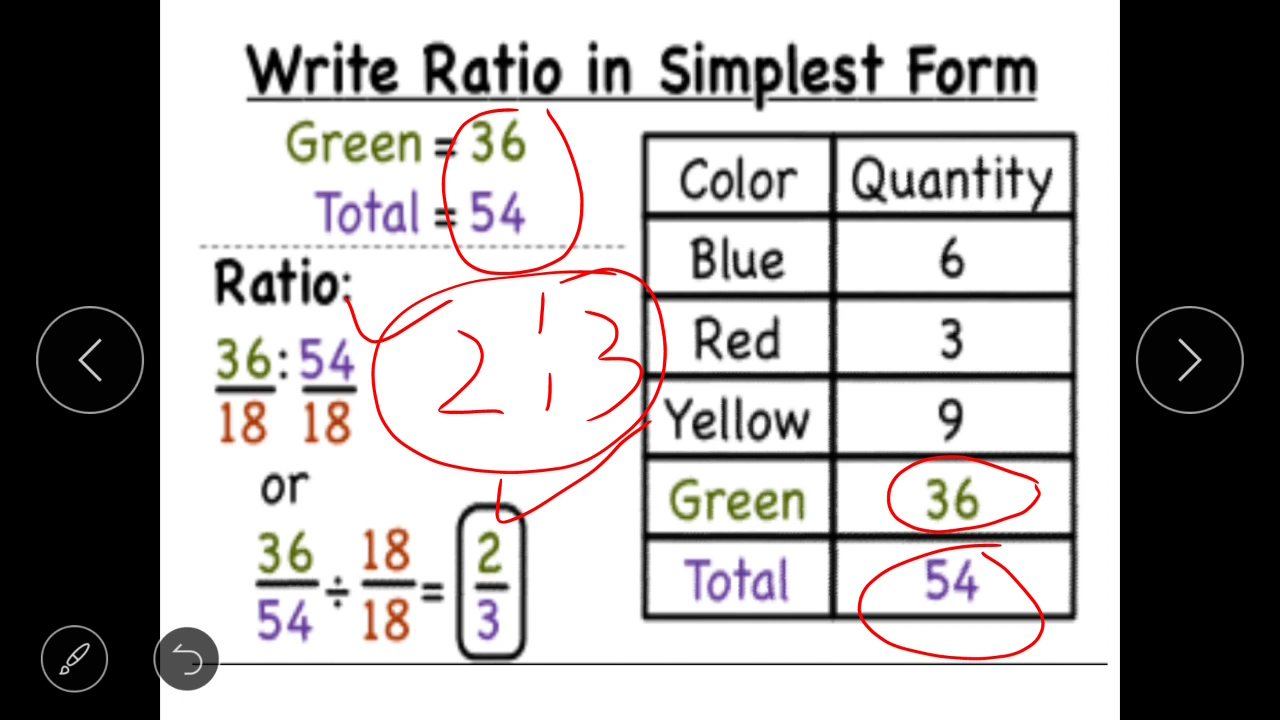 Write Ratio in Simplest Form
Green = 36
Total = 54
Ratio:
36 : 54
18 18
2 : 3
or
36 ÷ 18 = 2
54 18 3
Color Quantity
Blue 6
Red 3
Yellow 9
Green 36
Total 54